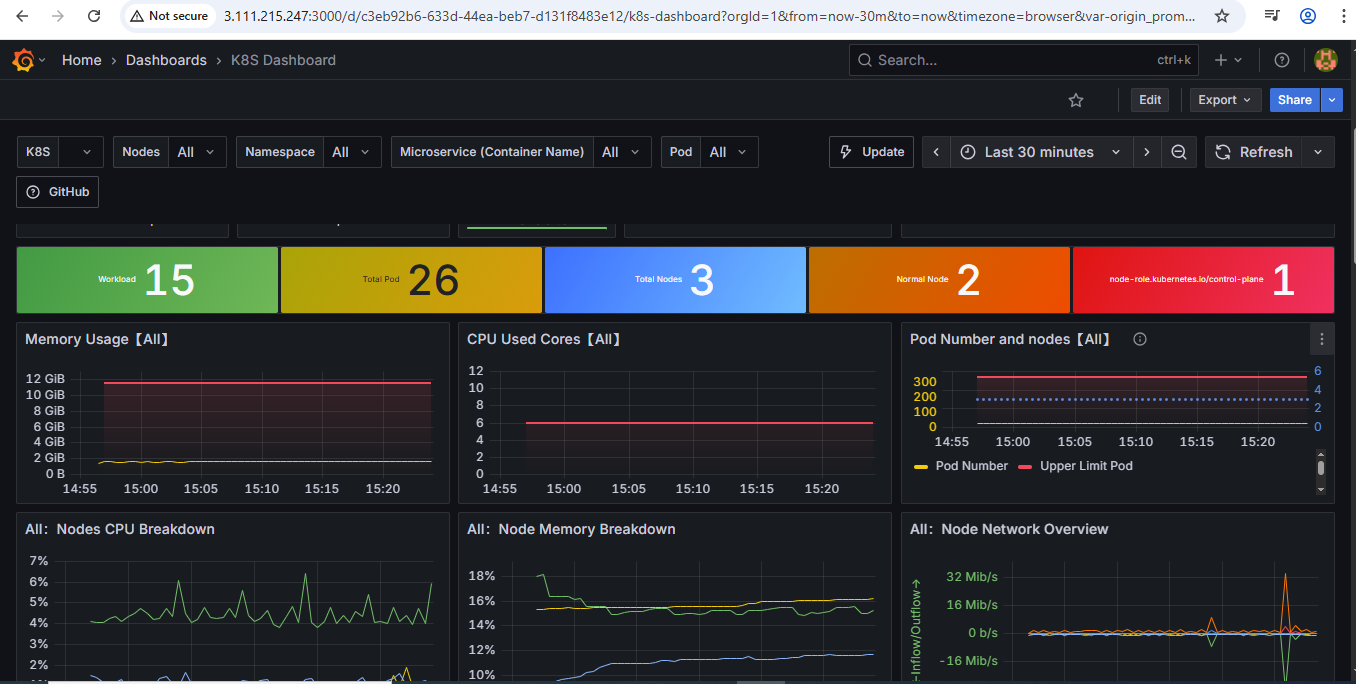 Not secure 3.111.215.247:3000/d/c3eb92b6-633d-44ea-beb7-d131f8483e12/k8s-dashboard?orgId=1&from=now-30m&to=now&timezone=browser&var-origin_prom...
Home › Dashboards › K8S Dashboard Search... ctrl+k
Edit Export Share
K8S Nodes All Namespace All Microservice (Container Name) All Pod All Update Last 30 minutes Refresh
GitHub
Workload 15 Total Pod 26 Total Nodes 3 Normal Node 2 node-role.kubernetes.io/control-plane 1
Memory Usage【All】
12 GiB
10 GiB
8 GiB
6 GiB
4 GiB
2 GiB
0 B
14:55 15:00 15:05 15:10 15:15 15:20
CPU Used Cores【All】
12
10
8
6
4
2
0
14:55 15:00 15:05 15:10 15:15 15:20
Pod Number and nodes【All】
300 6
200 4
100 2
0 0
14:55 15:00 15:05 15:10 15:15 15:20
Pod Number Upper Limit Pod
All：Nodes CPU Breakdown
7%
6%
5%
4%
3%
2%
All：Node Memory Breakdown
18%
16%
14%
12%
10%
All：Node Network Overview
←Inflow/Outflow→
32 Mib/s
16 Mib/s
0 b/s
-16 Mib/s